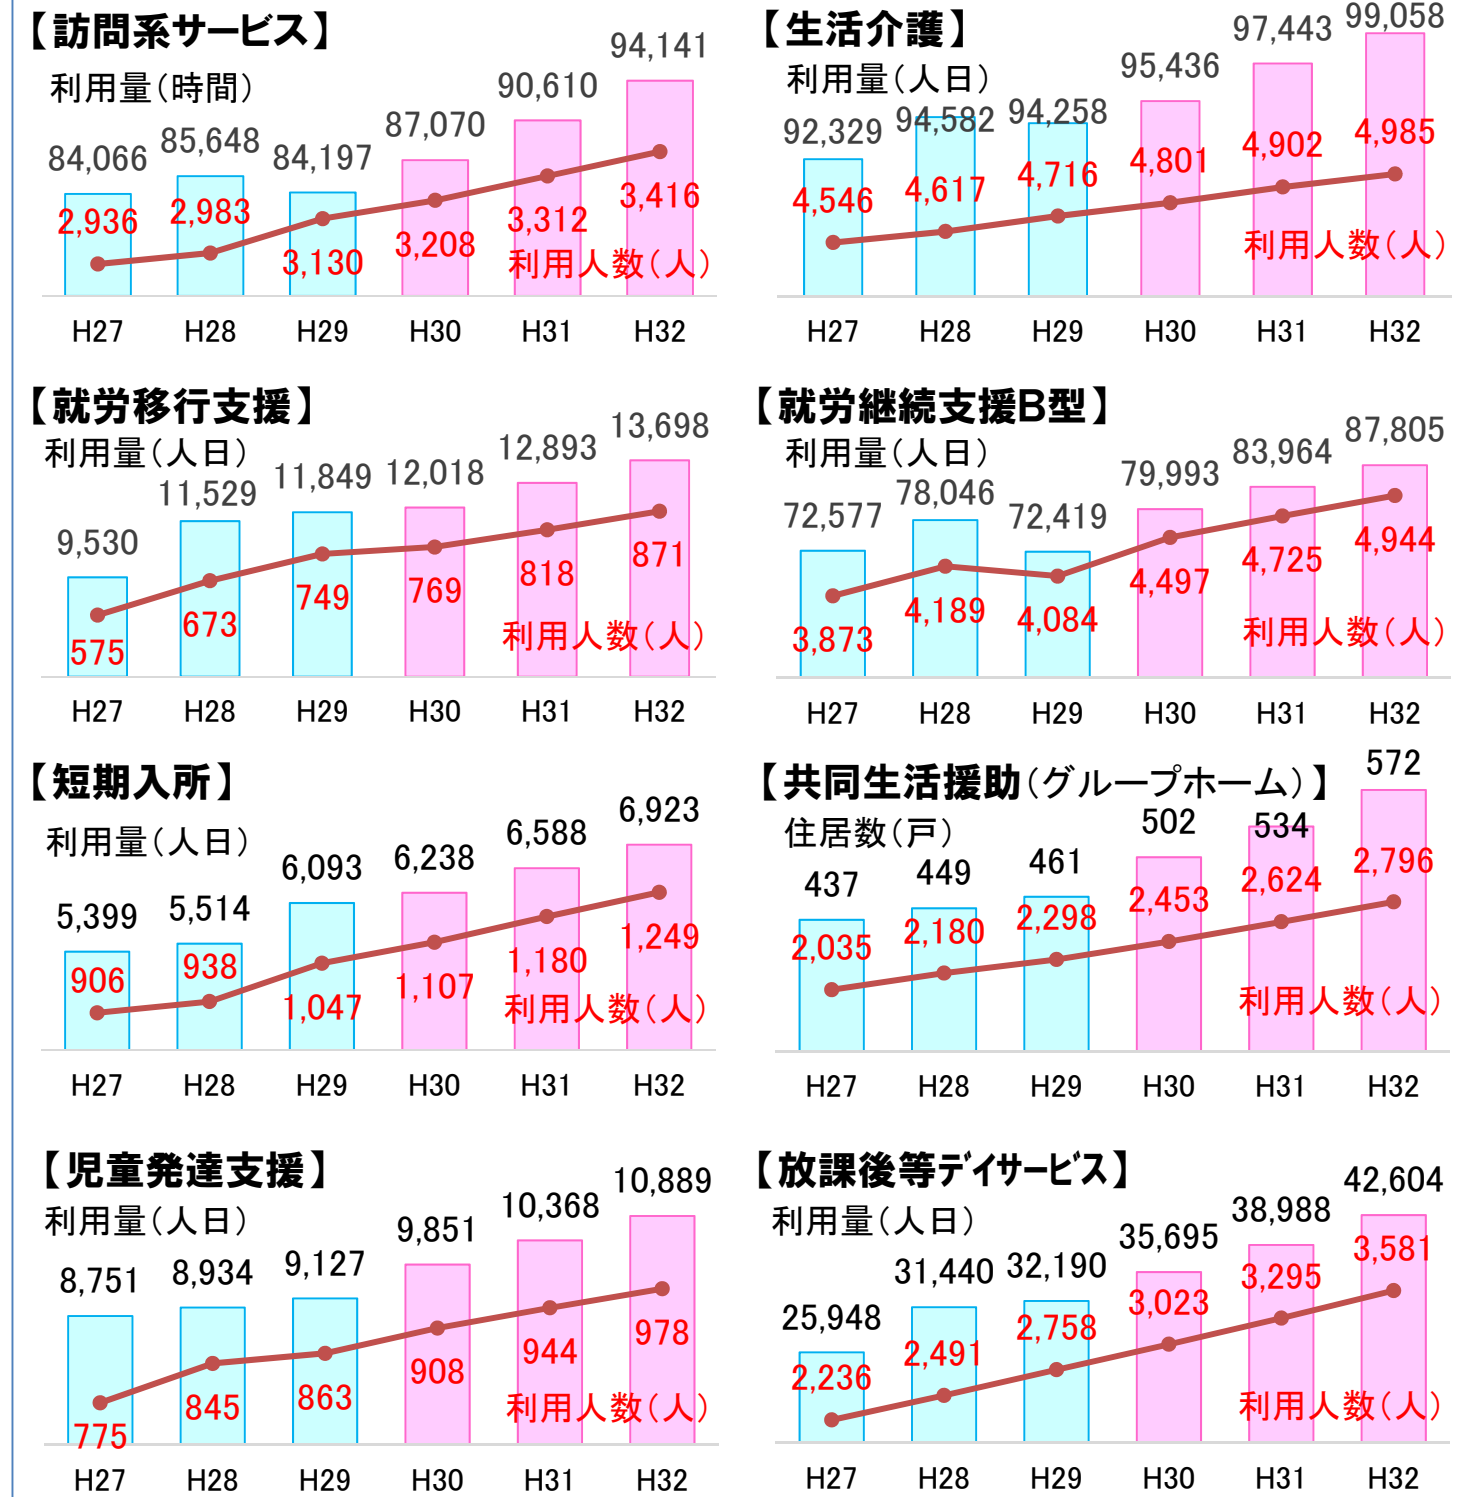 【訪問系サービス】
利用量(時間)
84,066 85,648 84,197 87,070 90,610 94,141
2,936 2,983 3,130 3,208 3,312 3,416
利用人数(人)
H27 H28 H29 H30 H31 H32
【生活介護】
利用量(人日)
92,329 94,582 94,258 95,436 97,443 99,058
4,546 4,617 4,716 4,801 4,902 4,985
利用人数(人)
H27 H28 H29 H30 H31 H32
【就労移行支援】
利用量(人日)
9,530 11,529 11,849 12,018 12,893 13,698
575 673 749 769 818 871
利用人数(人)
H27 H28 H29 H30 H31 H32
【就労継続支援B型】
利用量(人日)
72,577 78,046 72,419 79,993 83,964 87,805
3,873 4,189 4,084 4,497 4,725 4,944
利用人数(人)
H27 H28 H29 H30 H31 H32
【短期入所】
利用量(人日)
5,399 5,514 6,093 6,238 6,588 6,923
906 938 1,047 1,107 1,180 1,249
利用人数(人)
H27 H28 H29 H30 H31 H32
【共同生活援助(グループホーム)】
住居数(戸)
437 449 461 502 534 572
2,035 2,180 2,298 2,453 2,624 2,796
利用人数(人)
H27 H28 H29 H30 H31 H32
【児童発達支援】
利用量(人日)
8,751 8,934 9,127 9,851 10,368 10,889
775 845 863 908 944 978
利用人数(人)
H27 H28 H29 H30 H31 H32
【放課後等デイサービス】
利用量(人日)
25,948 31,440 32,190 35,695 38,988 42,604
2,236 2,491 2,758 3,023 3,295 3,581
利用人数(人)
H27 H28 H29 H30 H31 H32